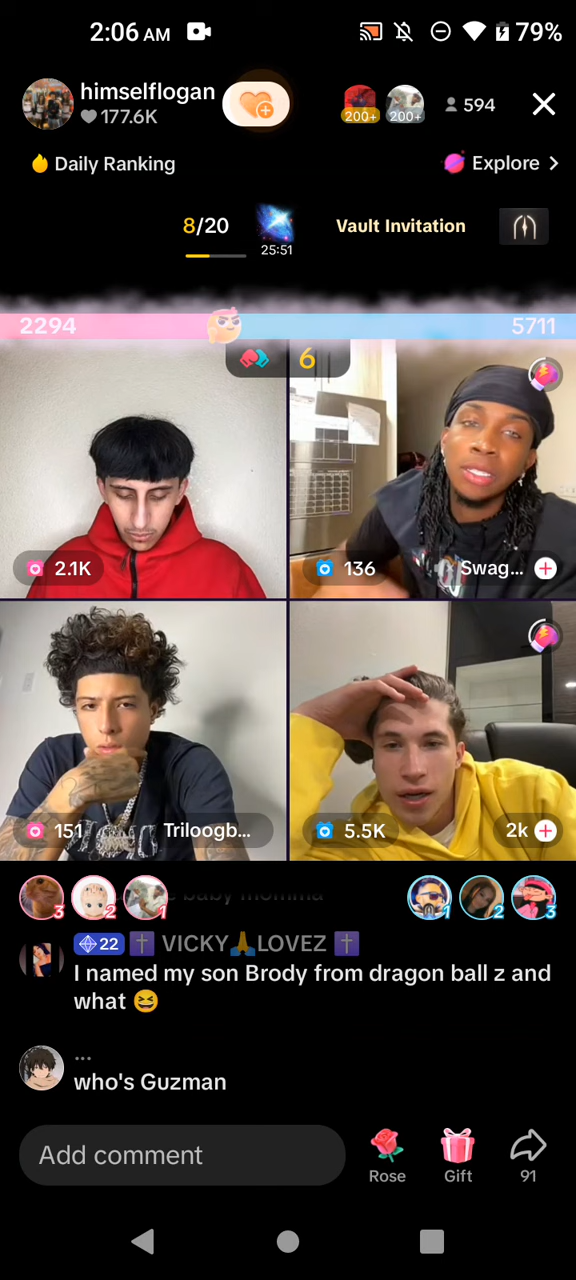 2:06 AM
79%
himselflogan
177.6K
200+
200+
594
Daily Ranking
Explore >
8/20
25:51
Vault Invitation
2294
5711
6
2.1K
136
Swag...
151
Triloogb...
5.5K
2k
3
2
1
1
2
3
baby momma
22 ✝️ VICKY🙏LOVEZ ✝️
I named my son Brody from dragon ball z and
what 😆
...
who's Guzman
Add comment
Rose
Gift
91